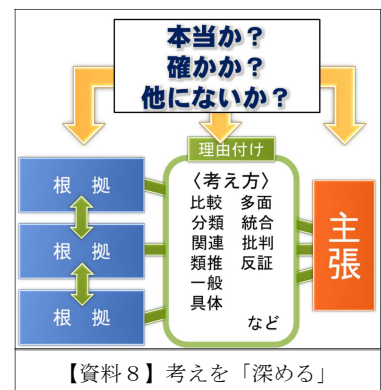 本当か?
確かか?
他にないか?
理由付け
根 拠
根 拠
根 拠
〈考え方〉
比較 多面
分類 統合
関連 批判
類推 反証
一般
具体
など
主張
【資料8】考えを「深める」